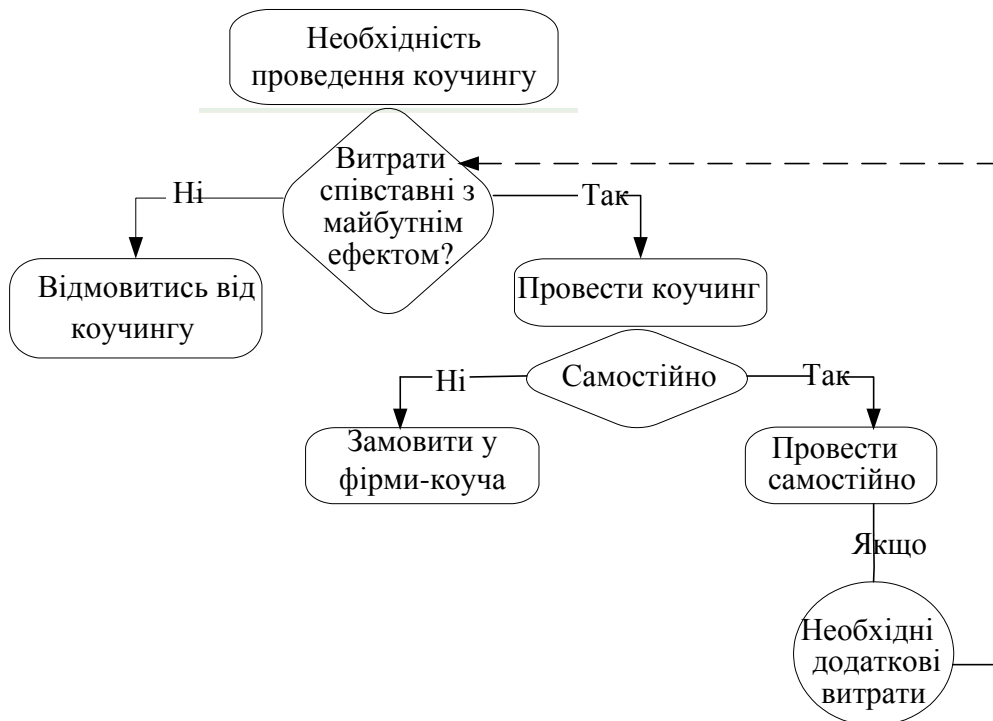 Необхідність
проведення коучингу
Витрати
співставні з
майбутнім
ефектом?
Ні
Так
Відмовитись від
коучингу
Провести коучинг
Самостійно
Ні
Так
Замовити у
фірми-коуча
Провести
самостійно
Якщо
Необхідні
додаткові
витрати